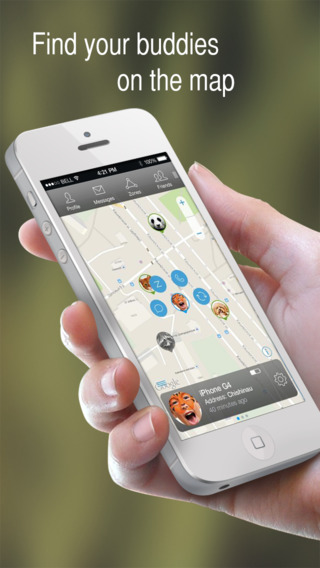 Find your buddies
on the map
BELL
4:21 PM
100%
Profile
Messages
Zones
Friends
Z
Google
iPhone G4
Address: Chishinau
40 minutes ago